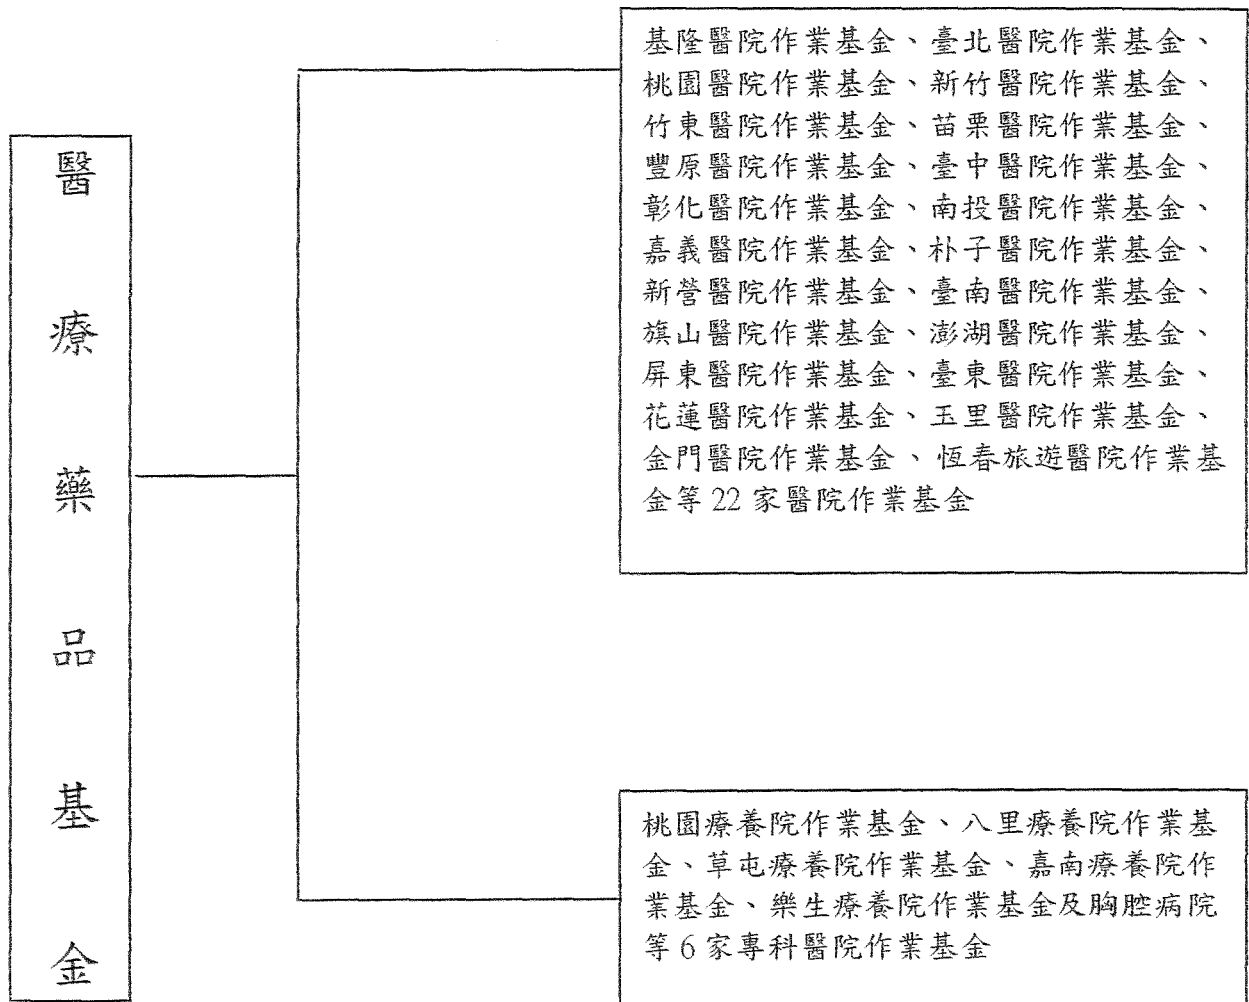 醫療藥品基金
基隆醫院作業基金、臺北醫院作業基金、
桃園醫院作業基金、新竹醫院作業基金、
竹東醫院作業基金、苗栗醫院作業基金、
豐原醫院作業基金、臺中醫院作業基金、
彰化醫院作業基金、南投醫院作業基金、
嘉義醫院作業基金、朴子醫院作業基金、
新營醫院作業基金、臺南醫院作業基金、
旗山醫院作業基金、澎湖醫院作業基金、
屏東醫院作業基金、臺東醫院作業基金、
花蓮醫院作業基金、玉里醫院作業基金、
金門醫院作業基金、恆春旅遊醫院作業基
金等 22 家醫院作業基金
桃園療養院作業基金、八里療養院作業基
金、草屯療養院作業基金、嘉南療養院作
業基金、樂生療養院作業基金及胸腔病院
等 6 家專科醫院作業基金